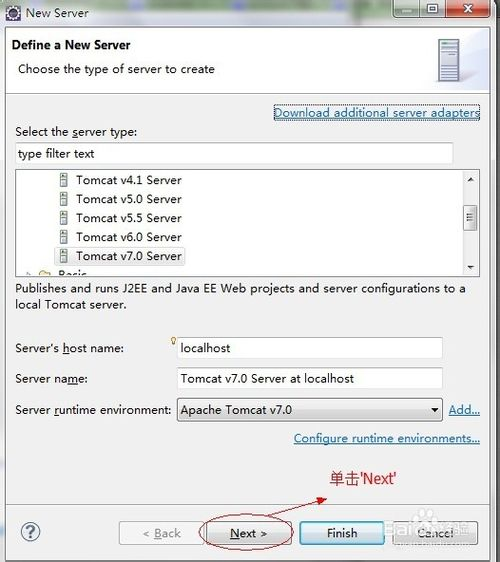 New Server
Define a New Server
Choose the type of server to create
Download additional server adapters
Select the server type:
type filter text
Tomcat v4.1 Server
Tomcat v5.0 Server
Tomcat v5.5 Server
Tomcat v6.0 Server
Tomcat v7.0 Server
Basic
Publishes and runs J2EE and Java EE Web projects and server configurations to a
local Tomcat server.
Server's host name:
localhost
Server name:
Tomcat v7.0 Server at localhost
Server runtime environment:
Apache Tomcat v7.0
Add...
Configure runtime environments...
单击'Next'
?
< Back
Next >
Finish
Cancel